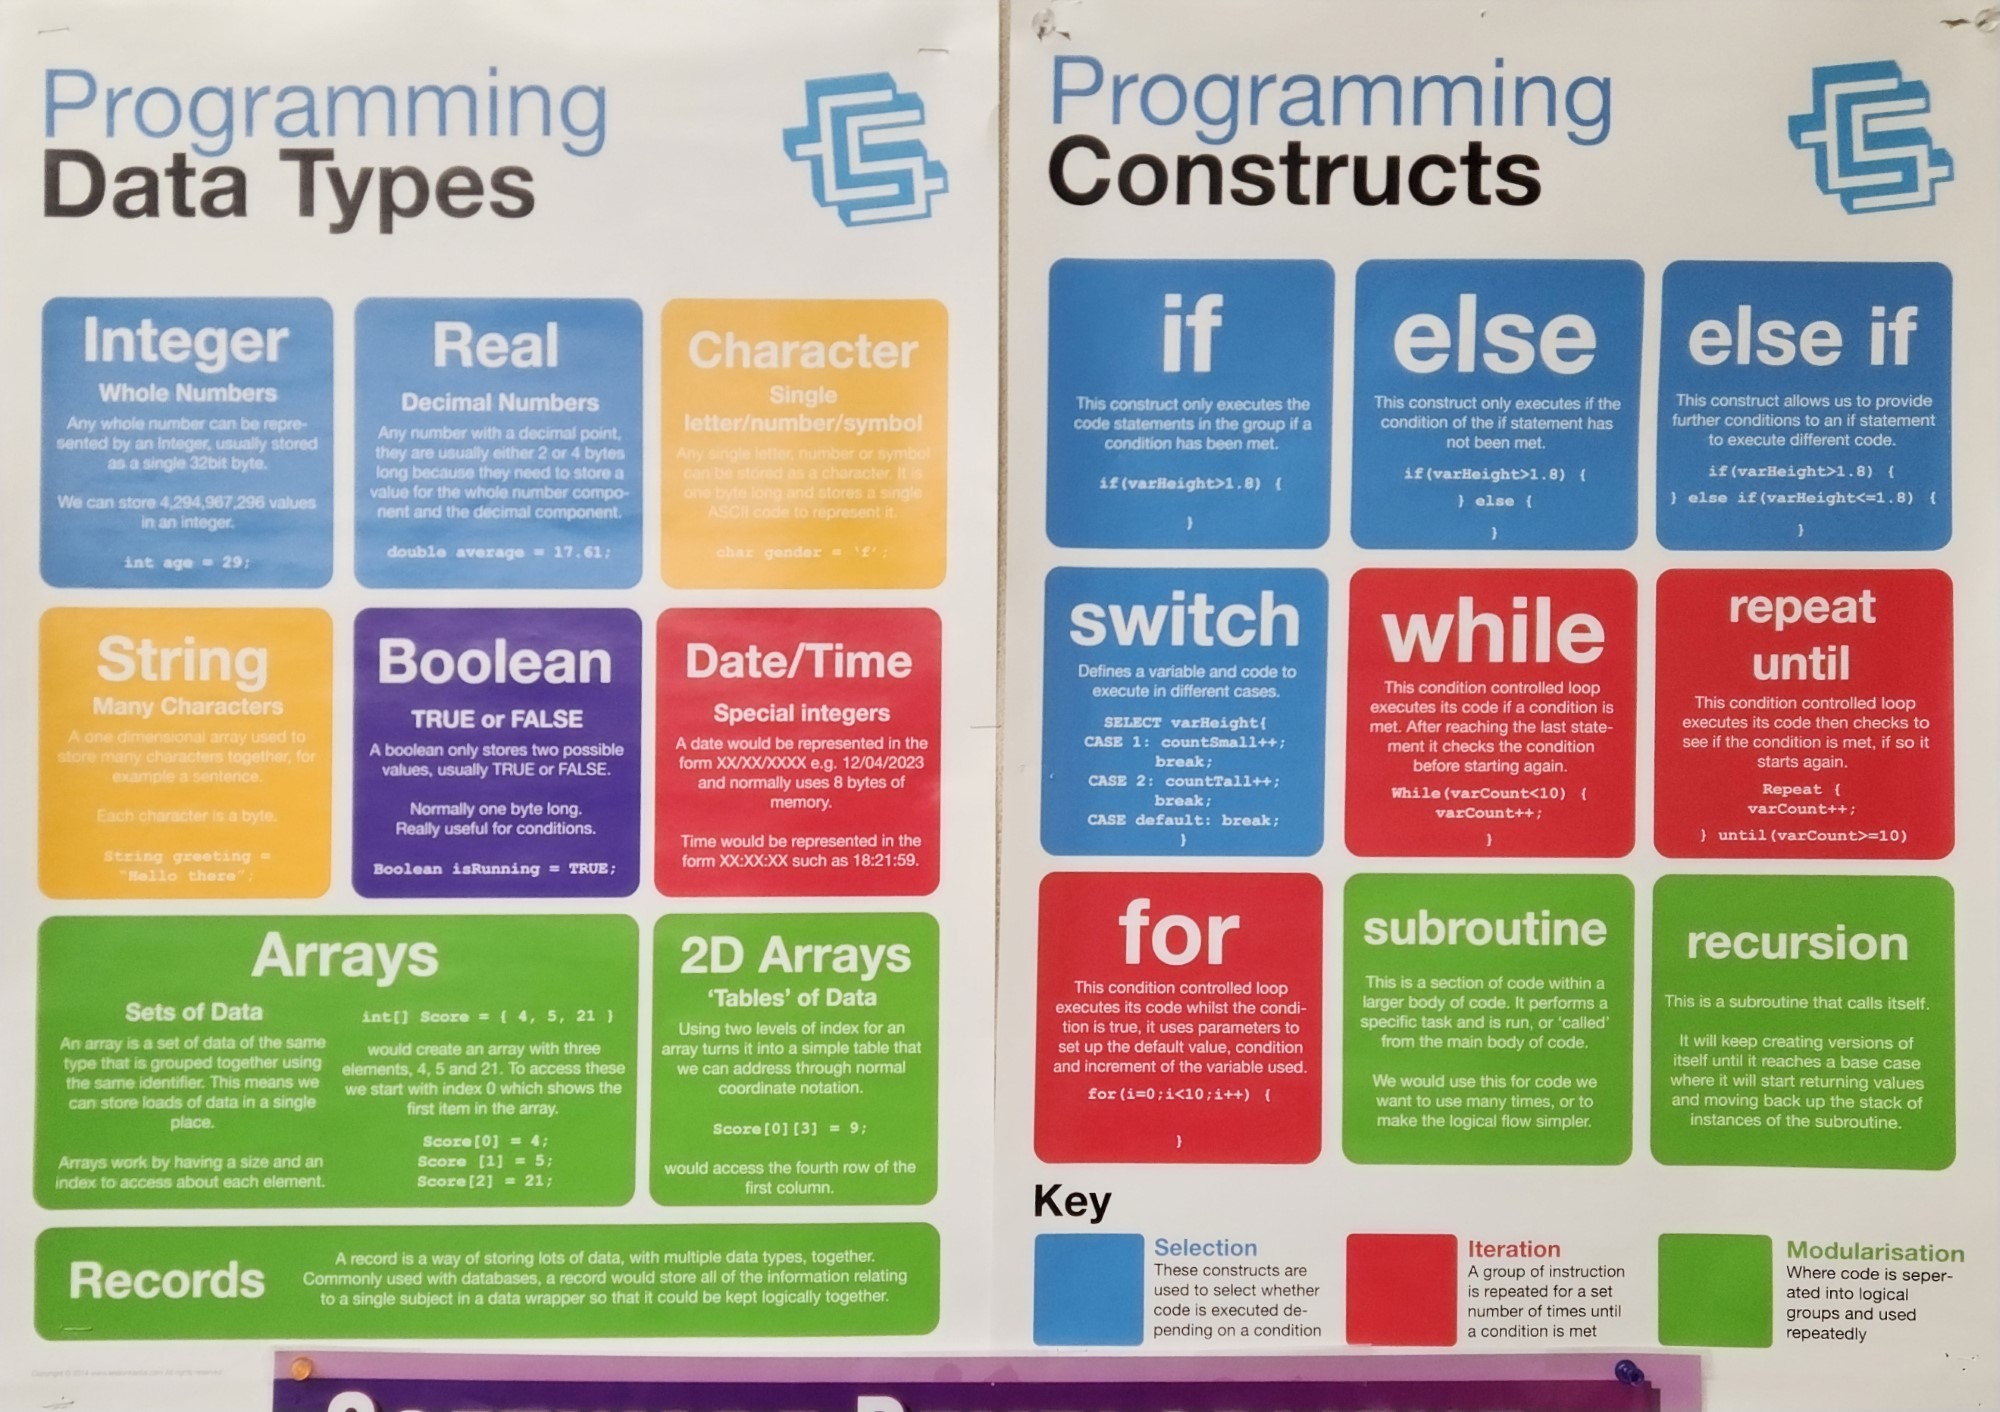 Programming
Data Types
Integer
Whole Numbers
Any whole number can be repre-
sented by an Integer, usually stored
as a single 32bit byte.
We can store 4,294,967,296 values
in an integer.
int age = 29;
Real
Decimal Numbers
Any number with a decimal point,
they are usually either 2 or 4 bytes
long because they need to store a
value for the whole number compo-
nent and the decimal component.
double average = 17.61;
Character
Single
letter/number/symbol
Any single letter, number or symbol
can be stored as a character. It is
one byte long and stores a single
ASCII code to represent it.
char gender = 'f';
String
Many Characters
A one dimensional array used to
store many characters together, for
example a sentence.
Each character is a byte.
String greeting =
"Hello there";
Boolean
TRUE or FALSE
A boolean only stores two possible
values, usually TRUE or FALSE.
Normally one byte long.
Really useful for conditions.
Boolean isRunning = TRUE;
Date/Time
Special integers
A date would be represented in the
form XX/XX/XXXX e.g. 12/04/2023
and normally uses 8 bytes of
memory.
Time would be represented in the
form XX:XX:XX such as 18:21:59.
Arrays
Sets of Data
An array is a set of data of the same
type that is grouped together using
the same identifier. This means we
can store loads of data in a single
place.
Arrays work by having a size and an
index to access about each element.
int[] Score = { 4, 5, 21 }
would create an array with three
elements, 4, 5 and 21. To access these
we start with index 0 which shows the
first item in the array.
Score[0] = 4;
Score [1] = 5;
Score[2] = 21;
2D Arrays
'Tables' of Data
Using two levels of index for an
array turns it into a simple table that
we can address through normal
coordinate notation.
Score[0][3] = 9;
would access the fourth row of the
first column.
Records
A record is a way of storing lots of data, with multiple data types, together.
Commonly used with databases, a record would store all of the information relating
to a single subject in a data wrapper so that it could be kept logically together.
Programming
Constructs
if
This construct only executes the
code statements in the group if a
condition has been met.
if(varHeight>1.8) {
}
else
This construct only executes if the
condition of the if statement has
not been met.
if(varHeight>1.8) {
} else {
}
else if
This construct allows us to provide
further conditions to an if statement
to execute different code.
if(varHeight>1.8) {
} else if(varHeight<=1.8) {
}
switch
Defines a variable and code to
execute in different cases.
SELECT varHeight{
CASE 1: countSmall++;
break;
CASE 2: countTall++;
break;
CASE default: break;
}
while
This condition controlled loop
executes its code if a condition is
met. After reaching the last state-
ment it checks the condition
before starting again.
While(varCount<10) {
varCount++;
}
repeat
until
This condition controlled loop
executes its code then checks to
see if the condition is met, if so it
starts again.
Repeat {
varCount++;
} until(varCount>=10)
for
This condition controlled loop
executes its code whilst the condi-
tion is true, it uses parameters to
set up the default value, condition
and increment of the variable used.
for(i=0;i<10;i++) {
}
subroutine
This is a section of code within a
larger body of code. It performs a
specific task and is run, or 'called'
from the main body of code.
We would use this for code we
want to use many times, or to
make the logical flow simpler.
recursion
This is a subroutine that calls itself.
It will keep creating versions of
itself until it reaches a base case
where it will start returning values
and moving back up the stack of
instances of the subroutine.
Key
Selection
These constructs are
used to select whether
code is executed de-
pending on a condition
Iteration
A group of instruction
is repeated for a set
number of times until
a condition is met
Modularisation
Where code is seper-
ated into logical
groups and used
repeatedly